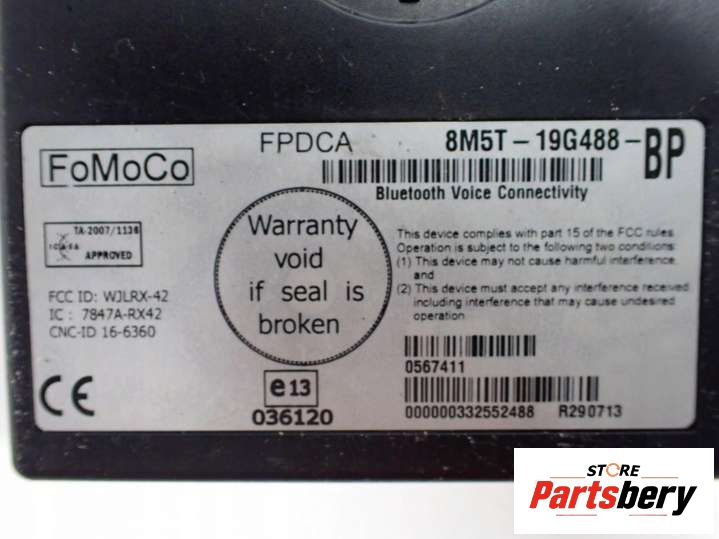 FPDCA 8M5T-19G488-BP
FoMoCo
Bluetooth Voice Connectivity
TA-2007/1136
APPROVED
Warranty
void
if seal is
broken
This device complies with part 15 of the FCC rules
Operation is subject to the following two conditions:
(1) This device may not cause harmful interference
and
(2) This device must accept any interference received
including interference that may cause undesired
operation
FCC ID: WJLRX-42
IC : 7847A-RX42
CNC-ID 16-6360
0567411
e13
036120
000000332552488 R290713
CE
STORE
Partsbery